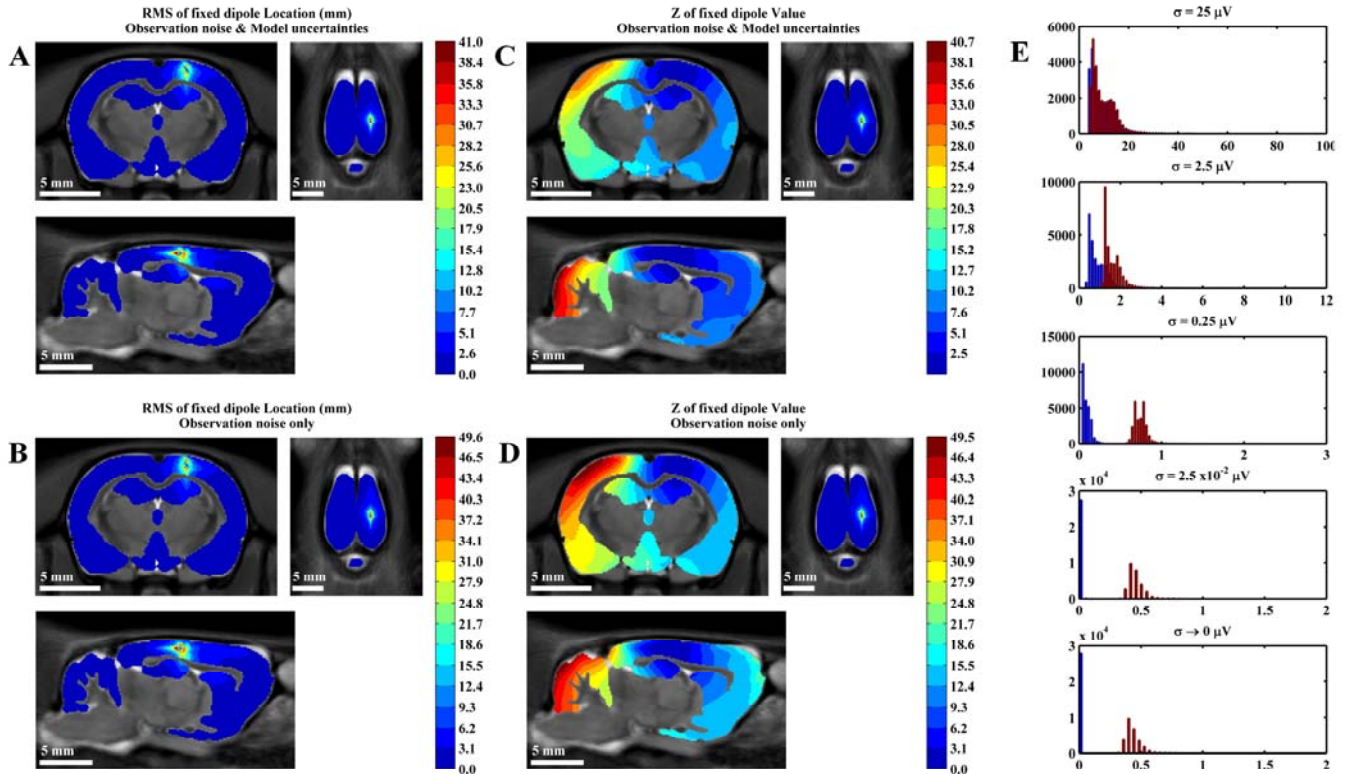 RMS of fixed dipole Location (mm)
Observation noise & Model uncertainties
A
5 mm
5 mm
5 mm
41.0
38.4
35.8
33.3
30.7
28.2
25.6
23.0
20.5
17.9
15.4
12.8
10.2
7.7
5.1
2.6
0.0
Z of fixed dipole Value
Observation noise & Model uncertainties
C
5 mm
5 mm
5 mm
40.7
38.1
35.6
33.0
30.5
28.0
25.4
22.9
20.3
17.8
15.2
12.7
10.2
7.6
5.1
2.5
RMS of fixed dipole Location (mm)
Observation noise only
B
5 mm
5 mm
5 mm
49.6
46.5
43.4
40.3
37.2
34.1
31.0
27.9
24.8
21.7
18.6
15.5
12.4
9.3
6.2
3.1
0.0
Z of fixed dipole Value
Observation noise only
D
5 mm
5 mm
5 mm
49.5
46.4
43.3
40.2
37.1
34.0
30.9
27.9
24.8
21.7
18.6
15.5
12.4
9.3
6.2
3.1
0.0
E
σ = 25 μV
6000
4000
2000
0
0 20 40 60 80 10
σ = 2.5 μV
10000
5000
0
0 2 4 6 8 10 12
σ = 0.25 μV
15000
10000
5000
0
0 1 2 3
σ = 2.5 x10⁻² μV
x 10⁴
3
2
1
0
0 0.5 1 1.5 2
σ → 0 μV
x 10⁴
3
2
1
0
0 0.5 1 1.5 2